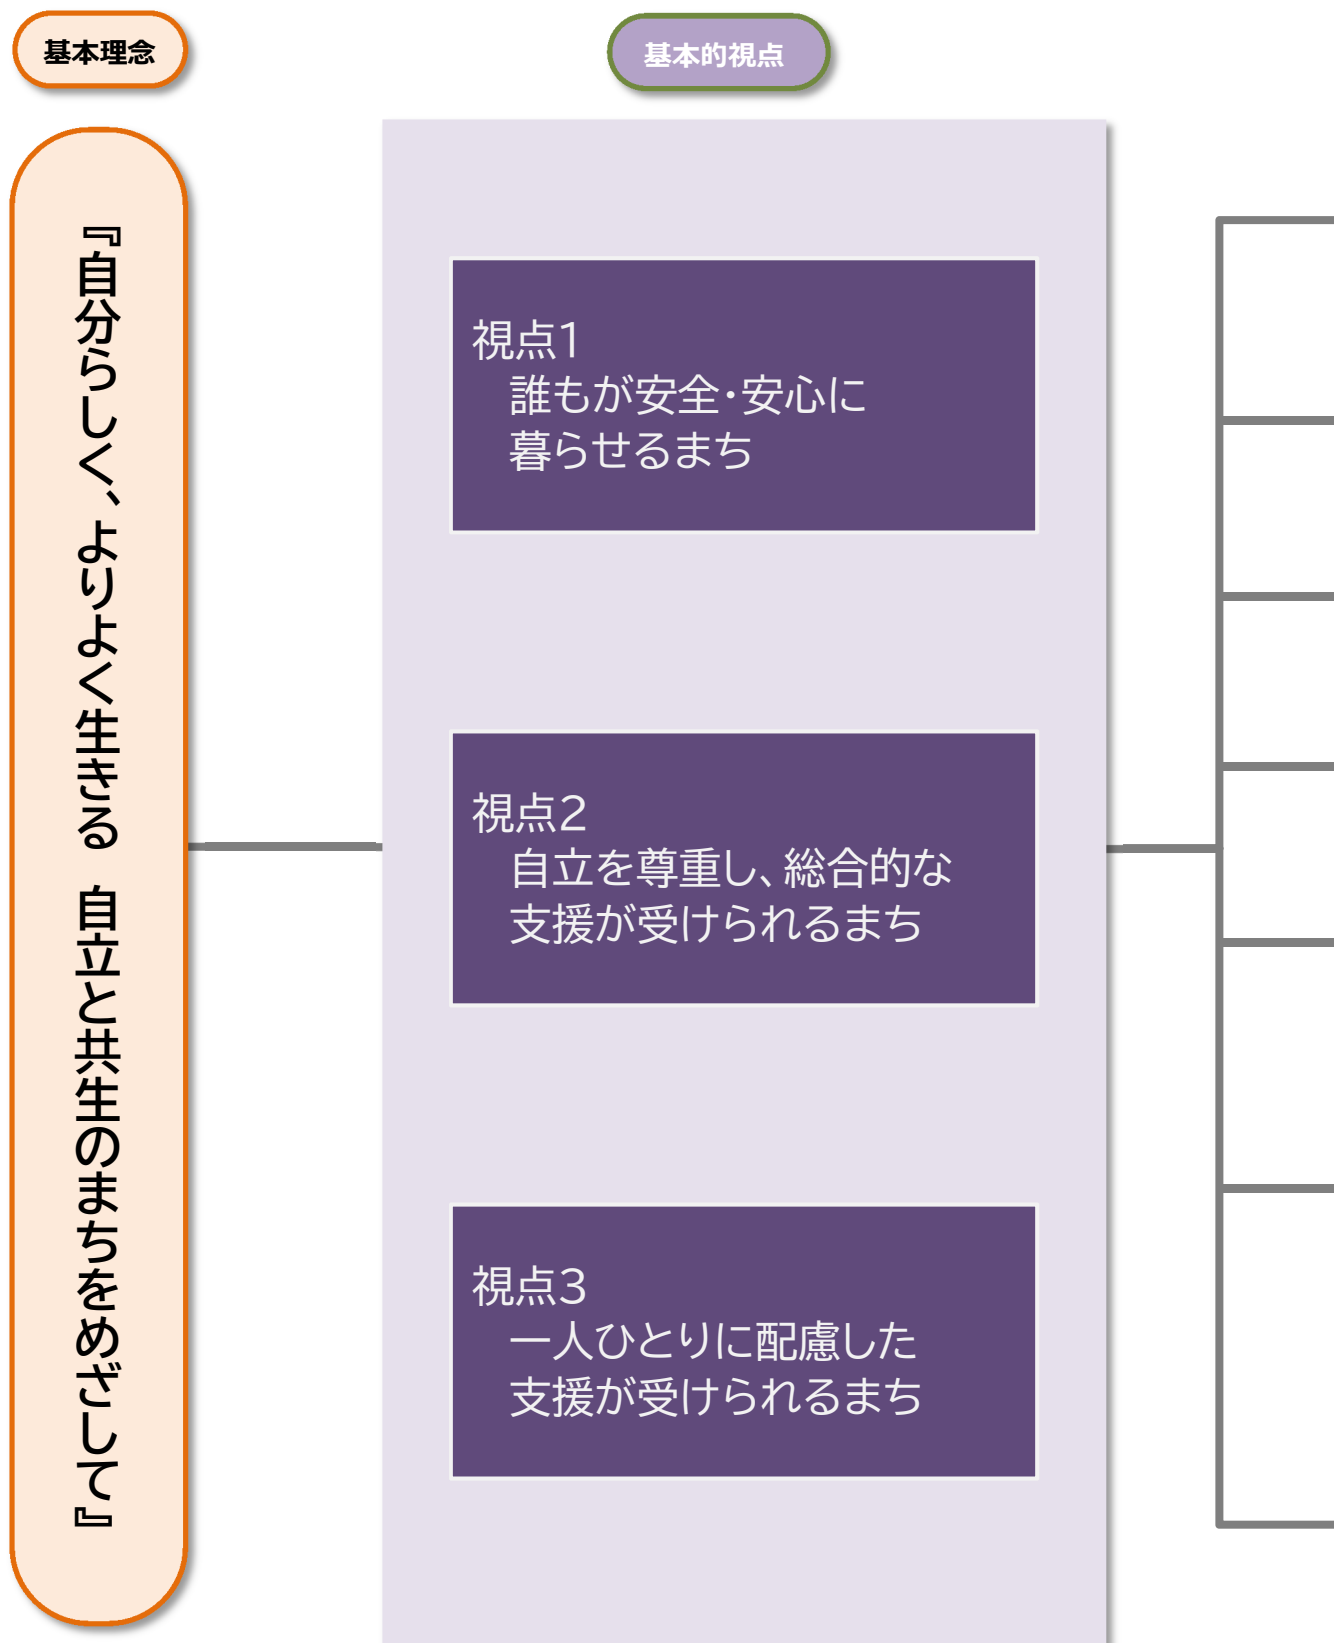 基本理念
基本的視点
『自分らしく、よりよく生きる　自立と共生のまちをめざして』
視点1
誰もが安全・安心に
暮らせるまち
視点2
自立を尊重し、総合的な
支援が受けられるまち
視点3
一人ひとりに配慮した
支援が受けられるまち